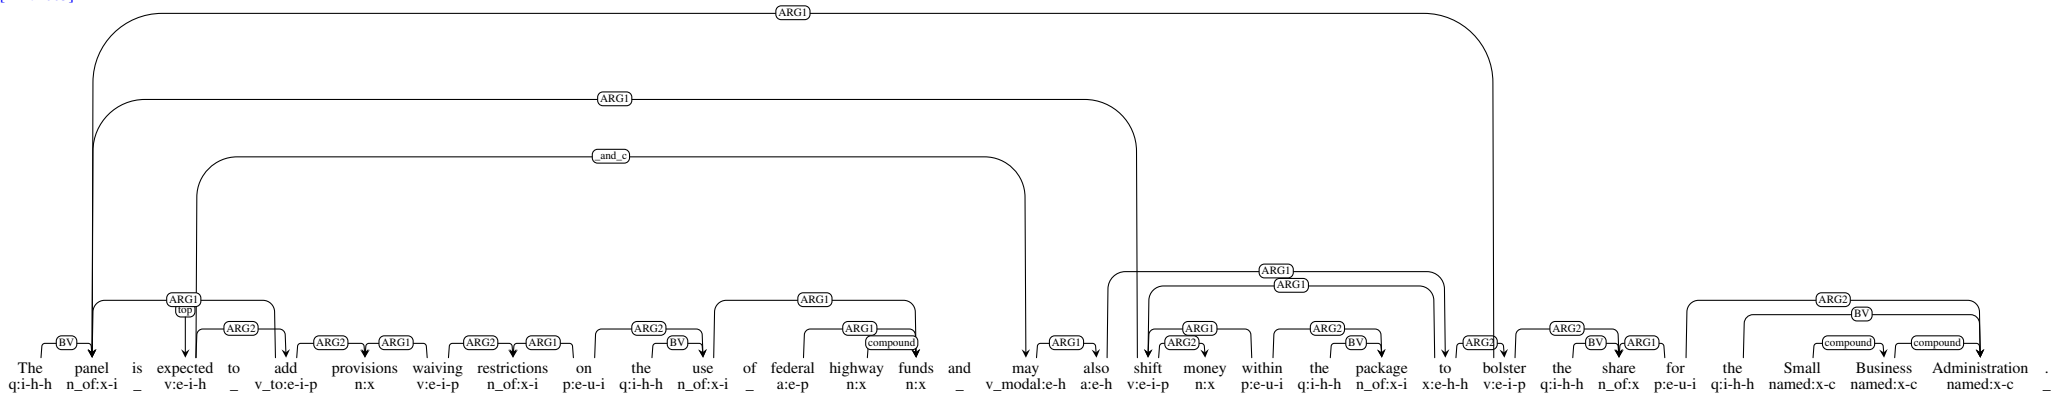 ARG1
ARG1
_and_c
ARG1
ARG1
ARG1 ARG1 ARG2
top BV
ARG2 ARG2 ARG1 ARG1 ARG2 ARG2
BV ARG2 ARG1 ARG2 ARG1 BV compound ARG1 ARG2 BV ARG2 BV ARG1 compound compound
The panel is expected to add provisions waiving restrictions on the use of federal highway funds and may also shift money within the package to bolster the share for the Small Business Administration .
q:i-h-h n_of:x-i _ v:e-i-h _ v_to:e-i-p n:x v:e-i-p n_of:x-i p:e-u-i q:i-h-h n_of:x-i _ a:e-p n:x n:x _ v_modal:e-h a:e-h v:e-i-p n:x p:e-u-i q:i-h-h n_of:x-i x:e-h-h v:e-i-p q:i-h-h n_of:x p:e-u-i q:i-h-h named:x-c named:x-c named:x-c _